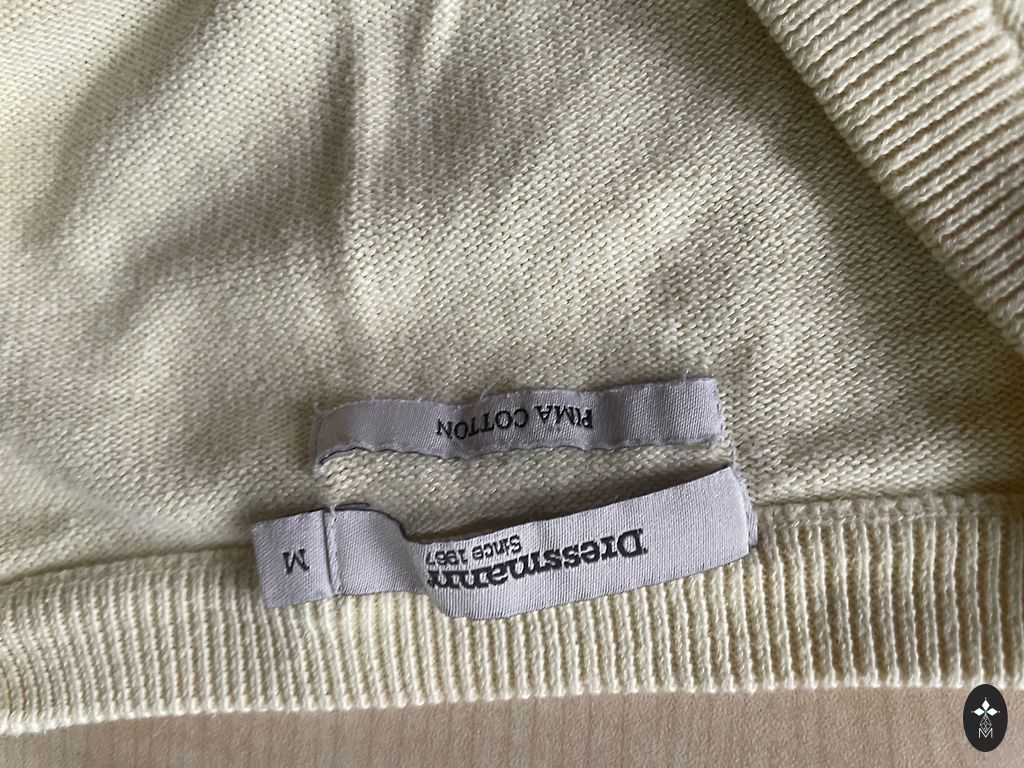 Dressmann
Since 1967
M
PIMA COTTON
M